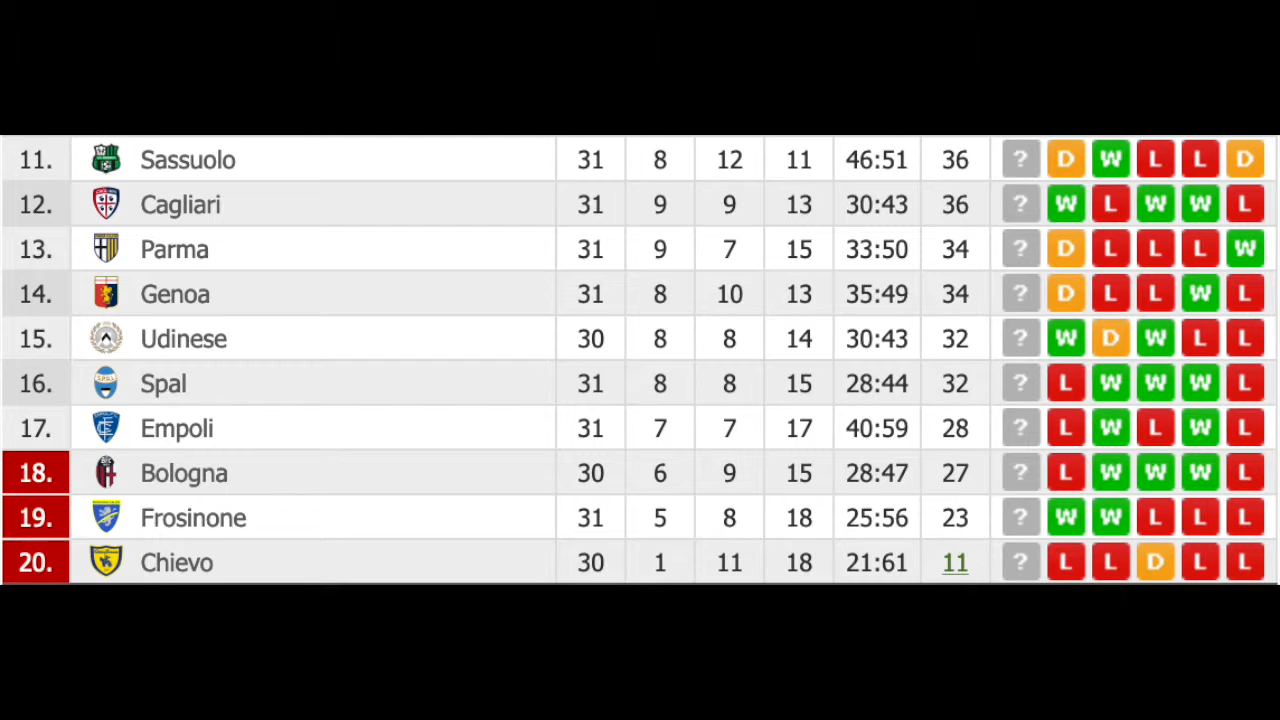 11. Sassuolo 31 8 12 11 46:51 36 ? D W L L D
12. Cagliari 31 9 9 13 30:43 36 ? W L W W L
13. Parma 31 9 7 15 33:50 34 ? D L L L W
14. Genoa 31 8 10 13 35:49 34 ? D L L W L
15. Udinese 30 8 8 14 30:43 32 ? W D W L L
16. Spal 31 8 8 15 28:44 32 ? L W W W L
17. Empoli 31 7 7 17 40:59 28 ? L W L W L
18. Bologna 30 6 9 15 28:47 27 ? L W W W L
19. Frosinone 31 5 8 18 25:56 23 ? W W L L L
20. Chievo 30 1 11 18 21:61 11 ? L L D L L